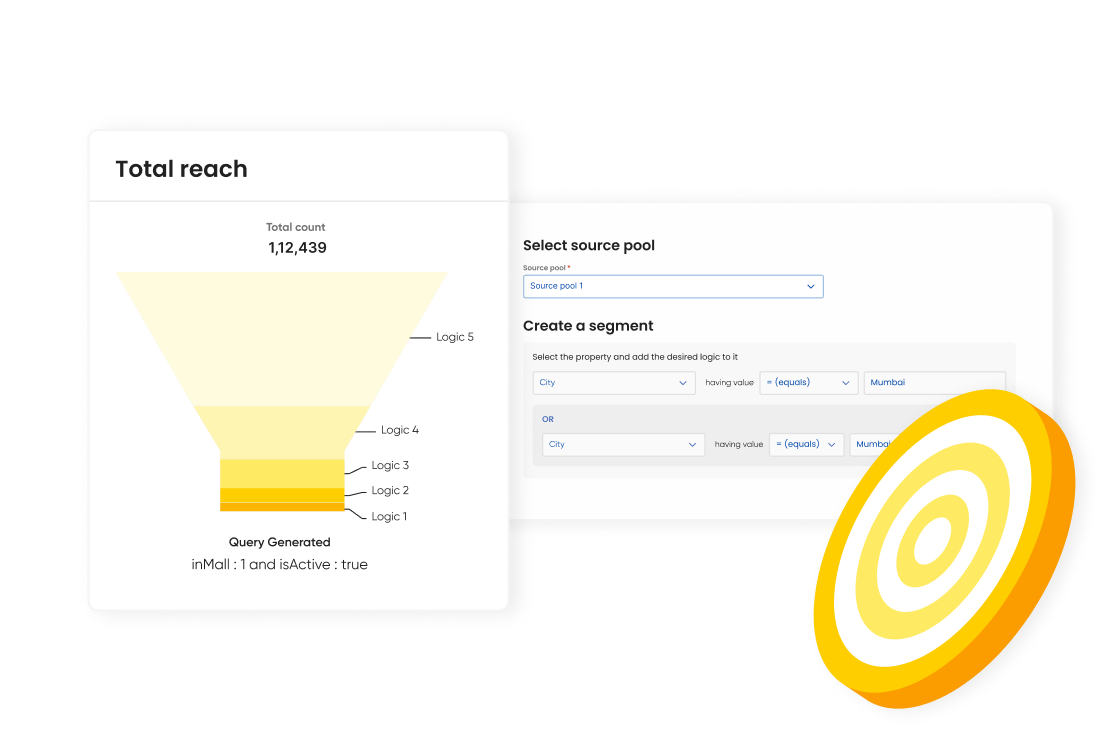 Total reach
Total count
1,12,439
Logic 5
Logic 4
Logic 3
Logic 2
Logic 1
Query Generated
inMall : 1 and isActive : true
Select source pool
Source pool *
Source pool 1
Create a segment
Select the property and add the desired logic to it
City having value = (equals) Mumbai
OR
City having value = (equals) Mumbai